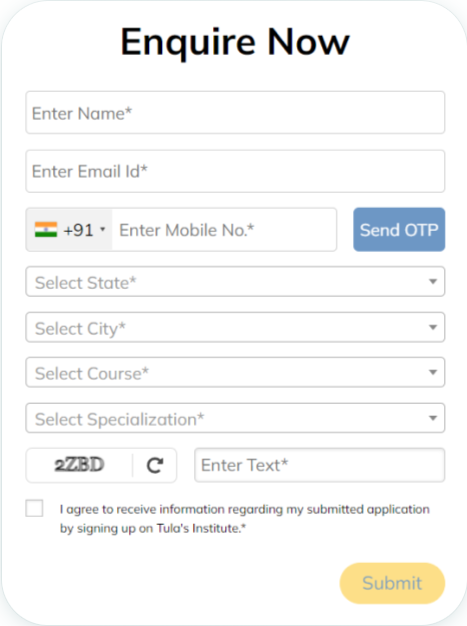 Enquire Now
Enter Name*
Enter Email Id*
+91 Enter Mobile No.* Send OTP
Select State*
Select City*
Select Course*
Select Specialization*
2ZBD Enter Text*
I agree to receive information regarding my submitted application
by signing up on Tula's Institute.*
Submit